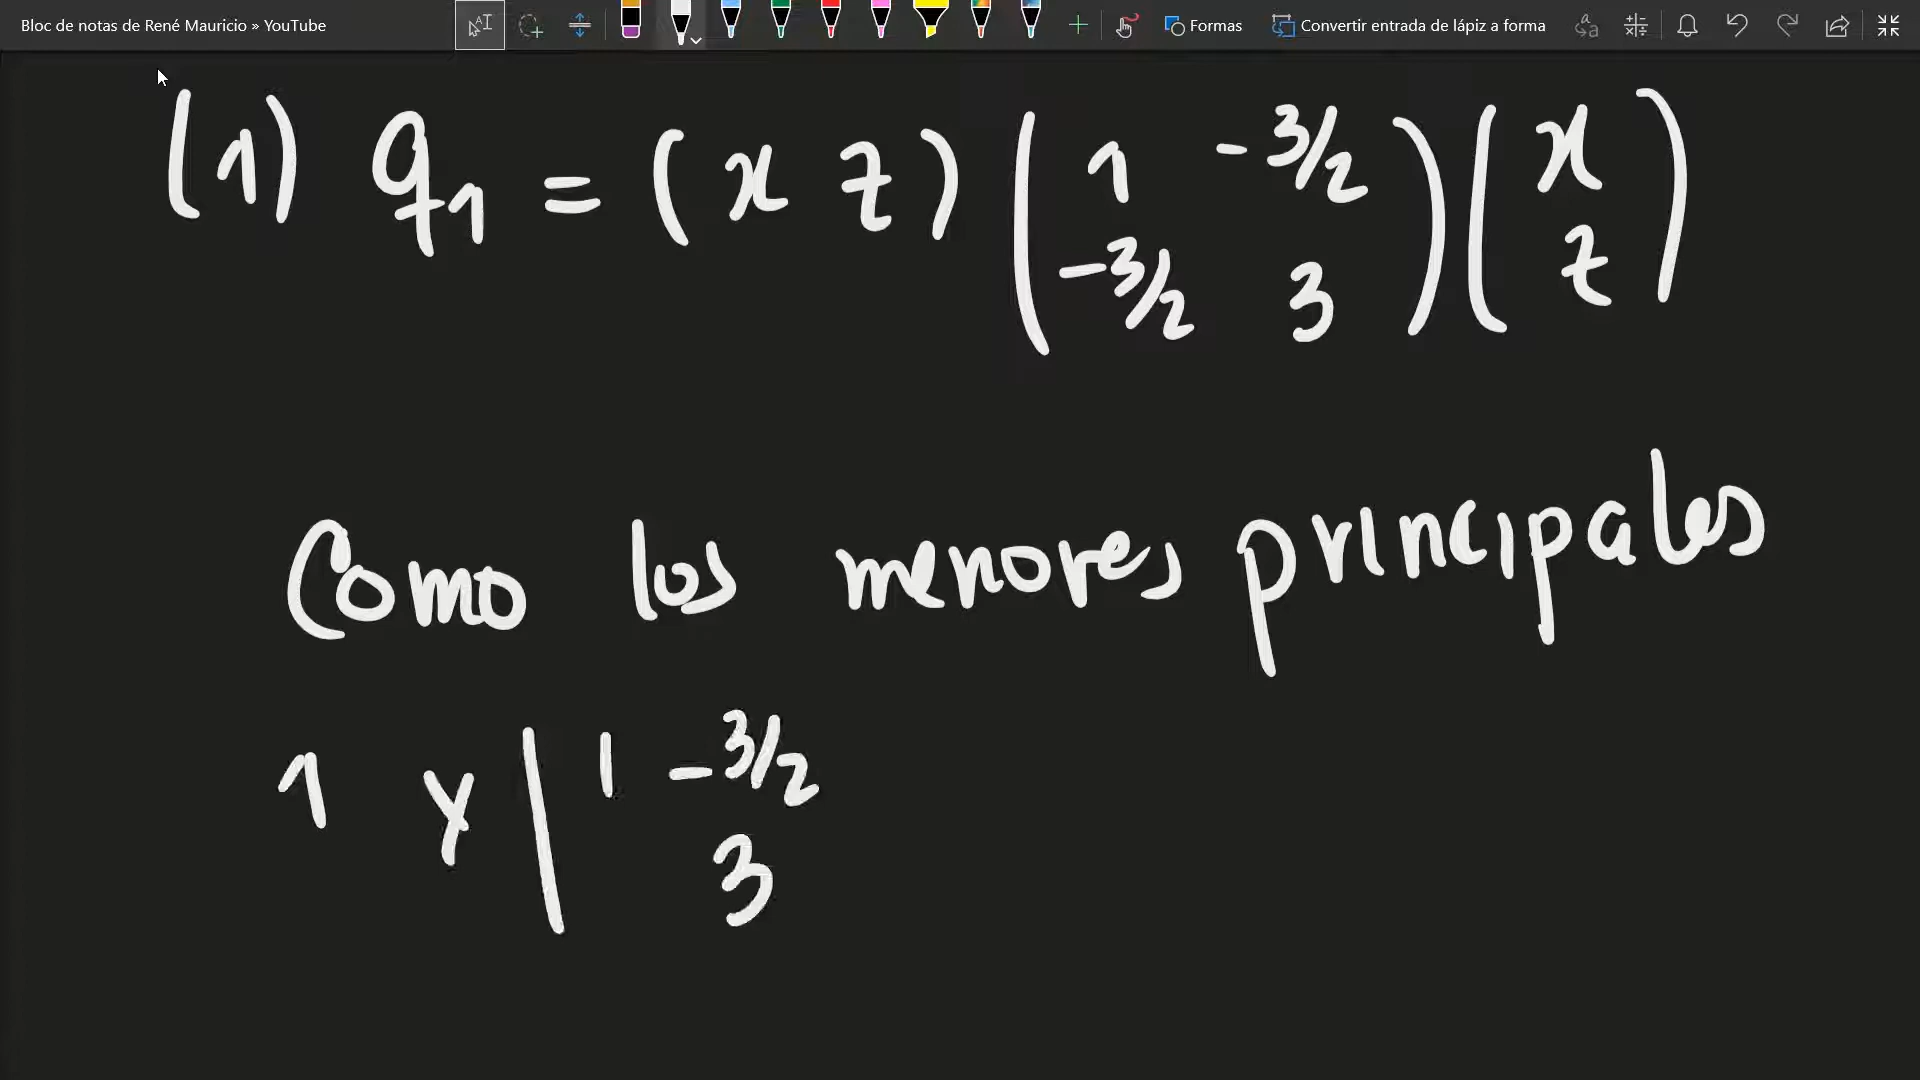 Bloc de notas de René Mauricio » YouTube
Formas
Convertir entrada de lápiz a forma
(1) q₁ = (x z) (1 -3/2) (x)
(-3/2 3) (z)
Como los menores principales
1 y | 1 -3/2
3